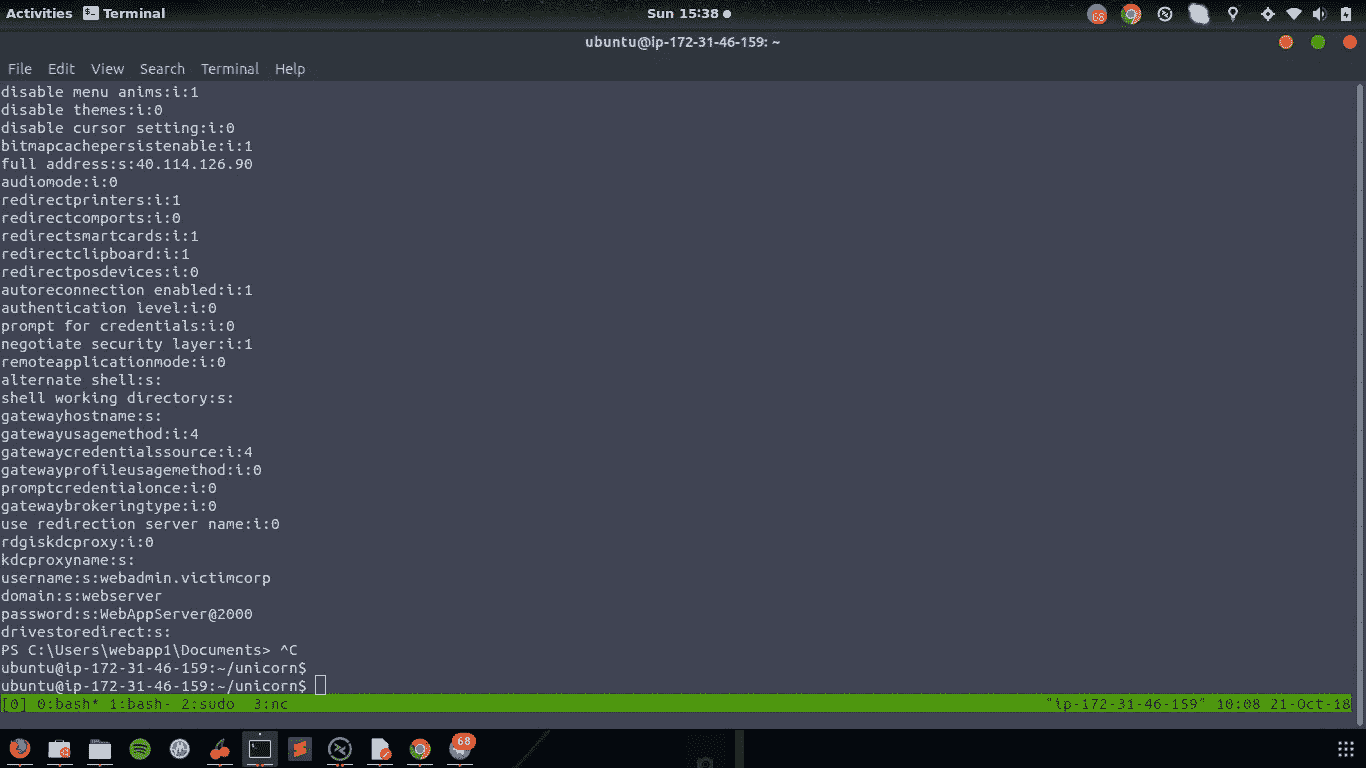 Activities Terminal Sun 15:38 68
ubuntu@ip-172-31-46-159: ~
File Edit View Search Terminal Help
disable menu anims:i:1
disable themes:i:0
disable cursor setting:i:0
bitmapcachepersistenable:i:1
full address:s:40.114.126.90
audiomode:i:0
redirectprinters:i:1
redirectcomports:i:0
redirectsmartcards:i:1
redirectclipboard:i:1
redirectposdevices:i:0
autoreconnection enabled:i:1
authentication level:i:0
prompt for credentials:i:0
negotiate security layer:i:1
remoteapplicationmode:i:0
alternate shell:s:
shell working directory:s:
gatewayhostname:s:
gatewayusagemethod:i:4
gatewaycredentialssource:i:4
gatewayprofileusagemethod:i:0
promptcredentialonce:i:0
gatewaybrokeringtype:i:0
use redirection server name:i:0
rdgiskdcproxy:i:0
kdcproxyname:s:
username:s:webadmin.victimcorp
domain:s:webserver
password:s:WebAppServer@2000
drivestoredirect:s:
PS C:\Users\webapp1\Documents> ^C
ubuntu@ip-172-31-46-159:~/unicorn$
ubuntu@ip-172-31-46-159:~/unicorn$
[0] 0:bash* 1:bash- 2:sudo 3:nc "ip-172-31-46-159" 10:08 21-Oct-18
68